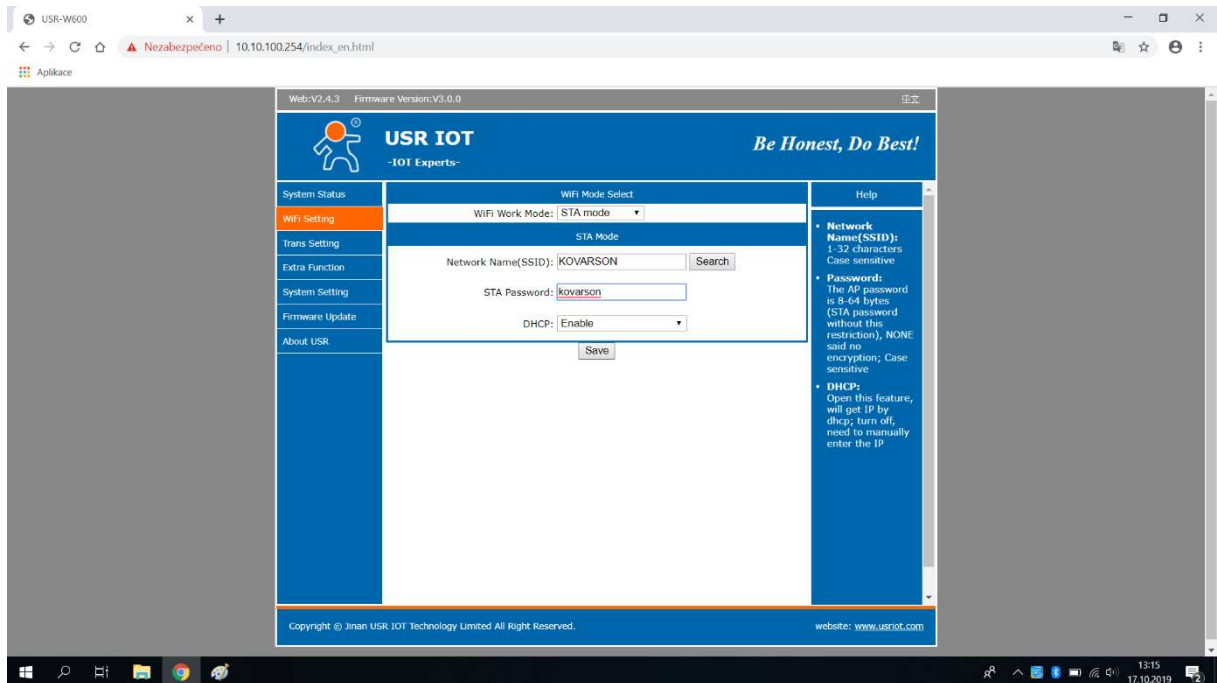 USR-W600
Nezabezpečeno | 10.10.100.254/index_en.html
Aplikace
Web:V2.4.3 Firmware Version:V3.0.0 中文
USR IOT
-IOT Experts-
Be Honest, Do Best!
System Status
WiFi Setting
Trans Setting
Extra Function
System Setting
Firmware Update
About USR
WiFi Mode Select
WiFi Work Mode: STA mode
STA Mode
Network Name(SSID): KOVARSON Search
STA Password: kovarson
DHCP: Enable
Save
Help
• Network
Name(SSID):
1-32 characters
Case sensitive
• Password:
The AP password
is 8-64 bytes
(STA password
without this
restriction), NONE
said no
encryption; Case
sensitive
• DHCP:
Open this feature,
will get IP by
dhcp; turn off,
need to manually
enter the IP
Copyright © Jinan USR IOT Technology Limited All Right Reserved. website: www.usriot.com
13:15
17.10.2019
2